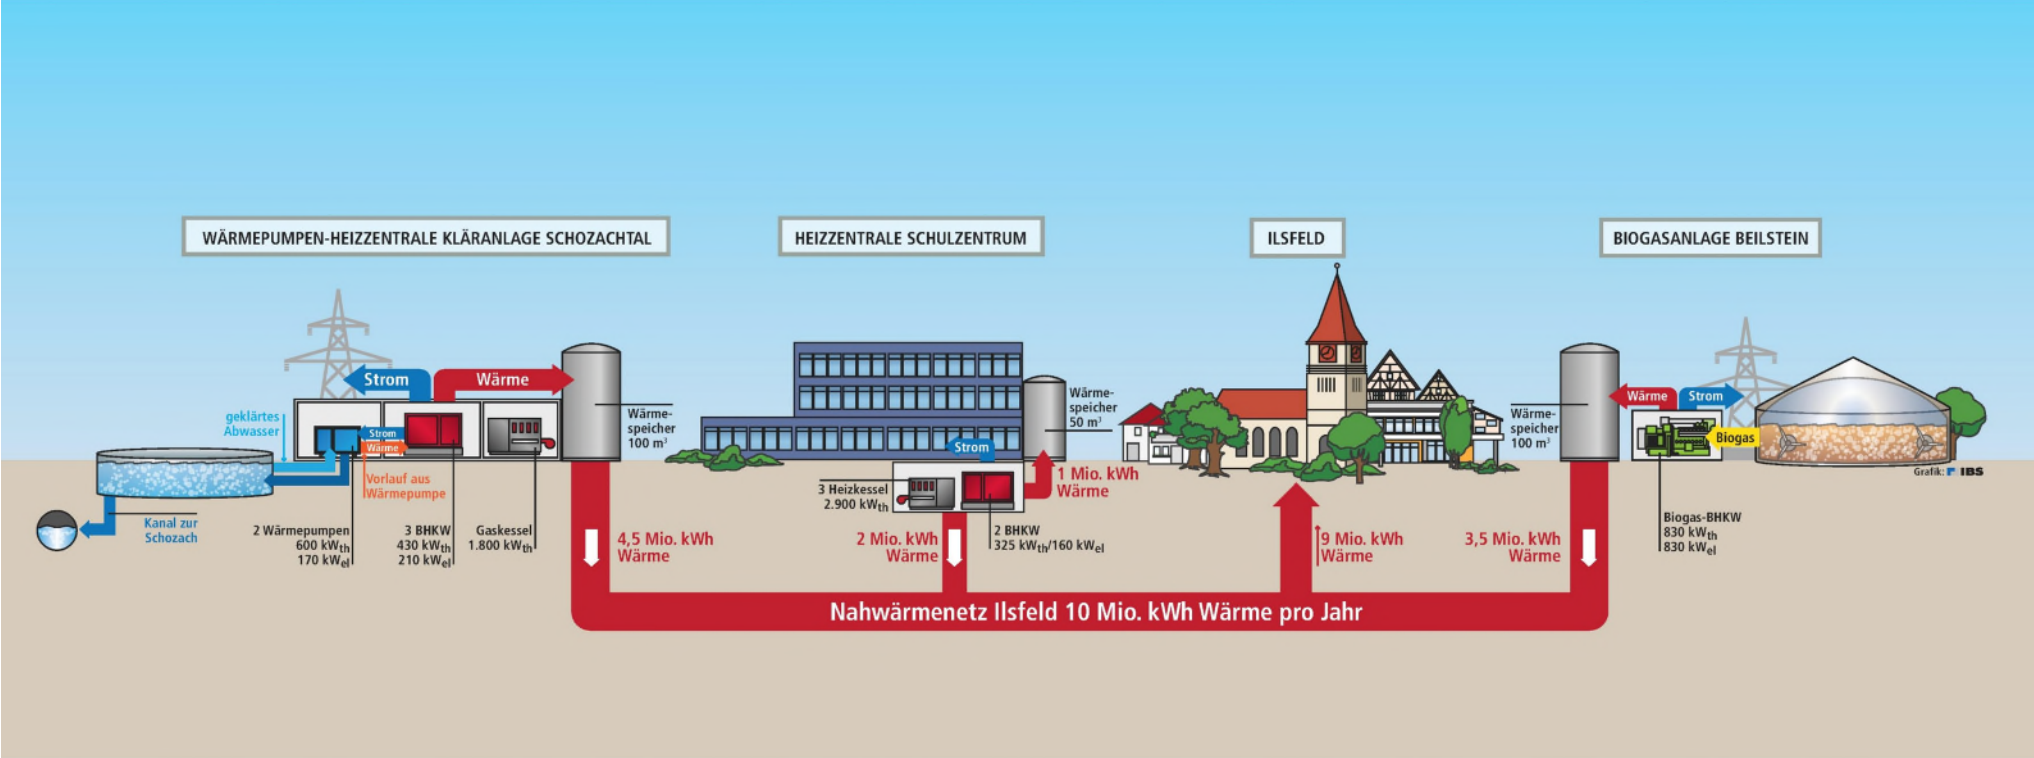 WÄRMEPUMPEN-HEIZZENTRALE KLÄRANLAGE SCHOZACHTAL
HEIZZENTRALE SCHULZENTRUM
ILSFELD
BIOGASANLAGE BEILSTEIN
Strom
Wärme
geklärtes
Abwasser
Strom
Wärme
Vorlauf aus
Wärmepumpe
Wärme-
speicher
100 m³
Kanal zur
Schozach
2 Wärmepumpen
600 kWth
170 kWel
3 BHKW
430 kWth
210 kWel
Gaskessel
1.800 kWth
4,5 Mio. kWh
Wärme
Wärme-
speicher
50 m³
Strom
3 Heizkessel
2.900 kWth
1 Mio. kWh
Wärme
2 Mio. kWh
Wärme
2 BHKW
325 kWth/160 kWel
9 Mio. kWh
Wärme
Wärme-
speicher
100 m³
Wärme
Strom
Biogas
Grafik: IBS
3,5 Mio. kWh
Wärme
Biogas-BHKW
830 kWth
830 kWel
Nahwärmenetz Ilsfeld 10 Mio. kWh Wärme pro Jahr